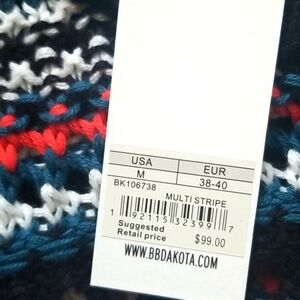 USA EUR
M 38-40
BK106738
MULTI STRIPE
1 92115 32399 7
Suggested
Retail price $99.00
WWW.BBDAKOTA.COM